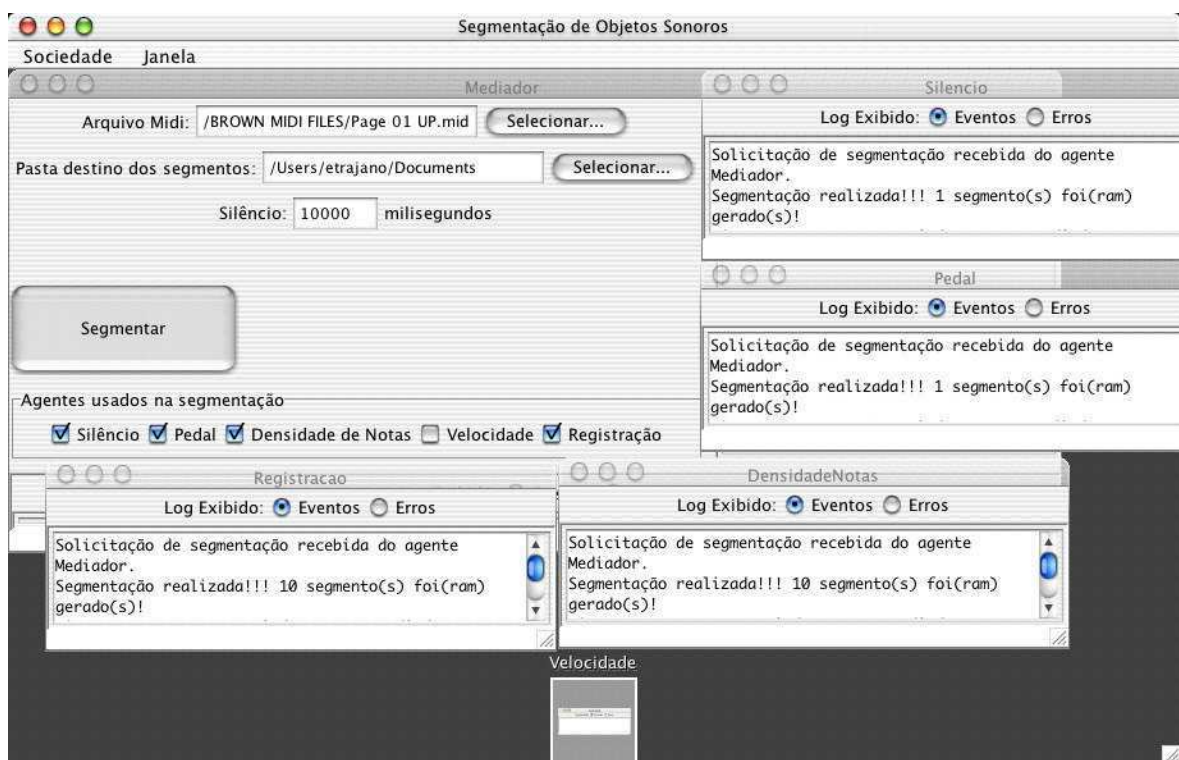 Segmentação de Objetos Sonoros
Sociedade Janela
Mediador
Arquivo Midi: /BROWN MIDI FILES/Page 01 UP.mid Selecionar...
Pasta destino dos segmentos: /Users/etrajano/Documents Selecionar...
Silêncio: 10000 milisegundos
Segmentar
Agentes usados na segmentação
Silêncio Pedal Densidade de Notas Velocidade Registração
Silencio
Log Exibido: Eventos Erros
Solicitação de segmentação recebida do agente
Mediador.
Segmentação realizada!!! 1 segmento(s) foi(ram)
gerado(s)!
Pedal
Log Exibido: Eventos Erros
Solicitação de segmentação recebida do agente
Mediador.
Segmentação realizada!!! 1 segmento(s) foi(ram)
gerado(s)!
Registracao
Log Exibido: Eventos Erros
Solicitação de segmentação recebida do agente
Mediador.
Segmentação realizada!!! 10 segmento(s) foi(ram)
gerado(s)!
DensidadeNotas
Log Exibido: Eventos Erros
Solicitação de segmentação recebida do agente
Mediador.
Segmentação realizada!!! 10 segmento(s) foi(ram)
gerado(s)!
Velocidade